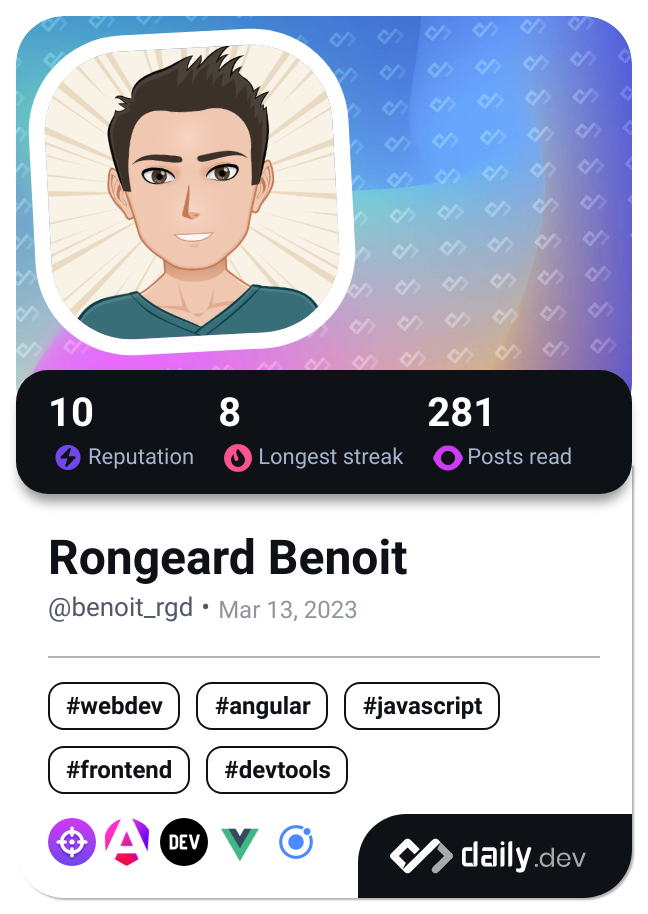 10 8 281
Reputation Longest streak Posts read
Rongeard Benoit
@benoit_rgd • Mar 13, 2023
#webdev #angular #javascript
#frontend #devtools
DEV
daily.dev